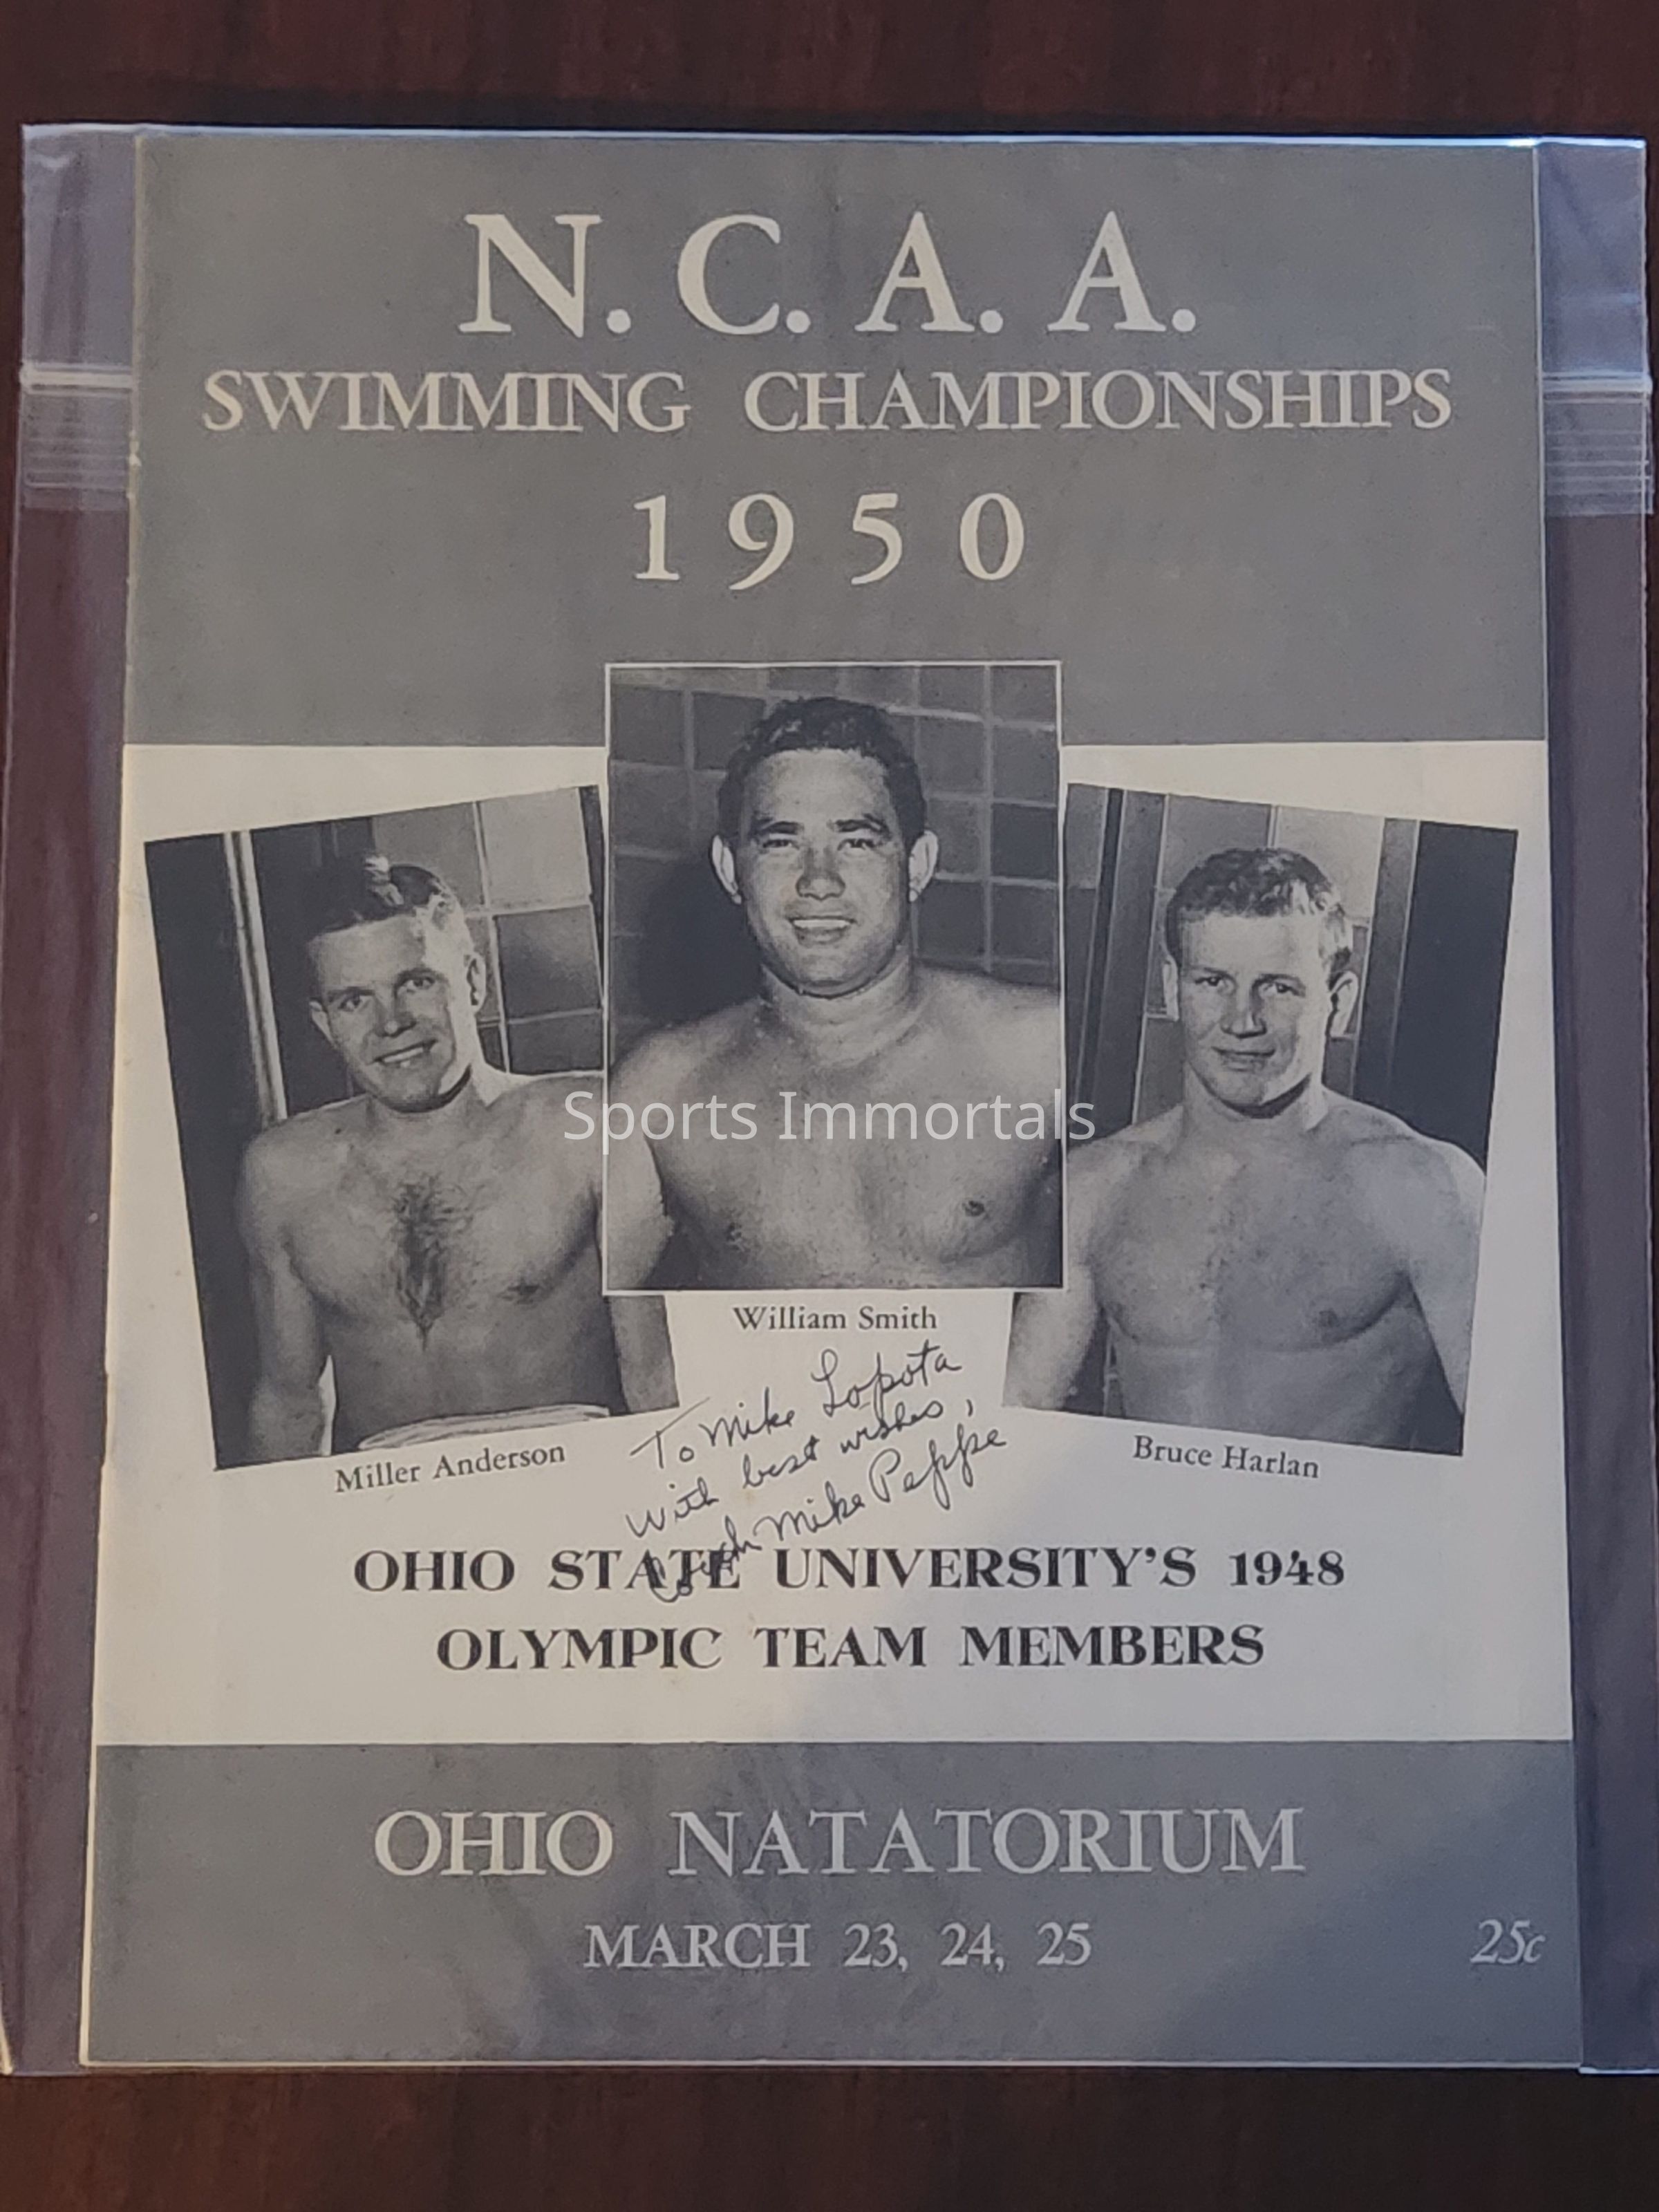 N. C. A. A.
SWIMMING CHAMPIONSHIPS
1950
Sports Immortals
William Smith
Miller Anderson
Bruce Harlan
To Mike Lopota
with best wishes,
Coach Mike Peppe
OHIO STATE UNIVERSITY'S 1948
OLYMPIC TEAM MEMBERS
OHIO NATATORIUM
MARCH 23, 24, 25
25c